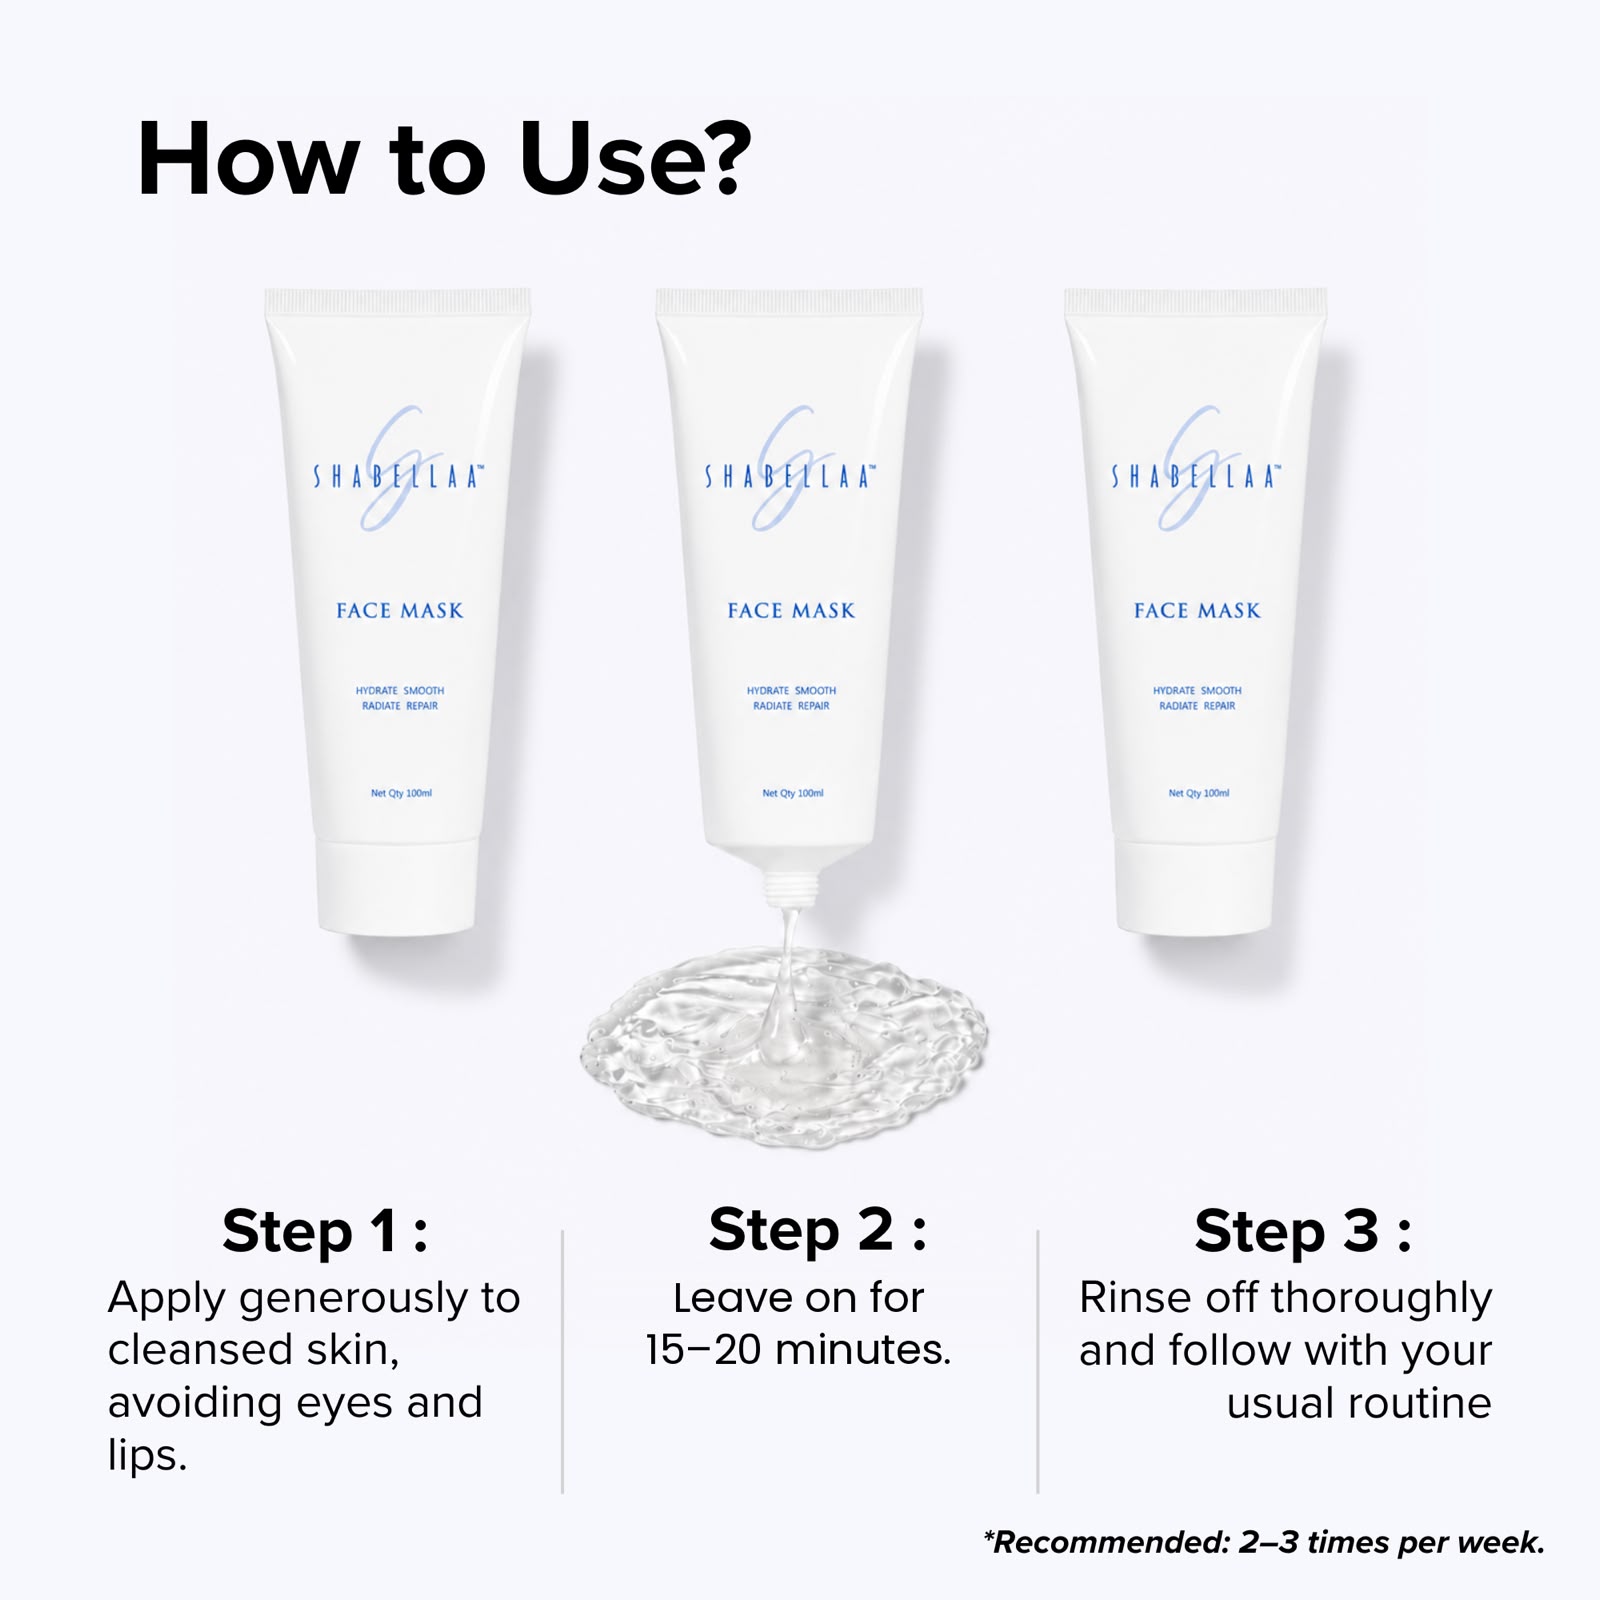 How to Use?
SHABELLAA™
FACE MASK
HYDRATE SMOOTH
RADIATE REPAIR
Net Qty 100ml
SHABELLAA™
FACE MASK
HYDRATE SMOOTH
RADIATE REPAIR
Net Qty 100ml
SHABELLAA™
FACE MASK
HYDRATE SMOOTH
RADIATE REPAIR
Net Qty 100ml
Step 1 :
Apply generously to
cleansed skin,
avoiding eyes and
lips.
Step 2 :
Leave on for
15–20 minutes.
Step 3 :
Rinse off thoroughly
and follow with your
usual routine
*Recommended: 2–3 times per week.